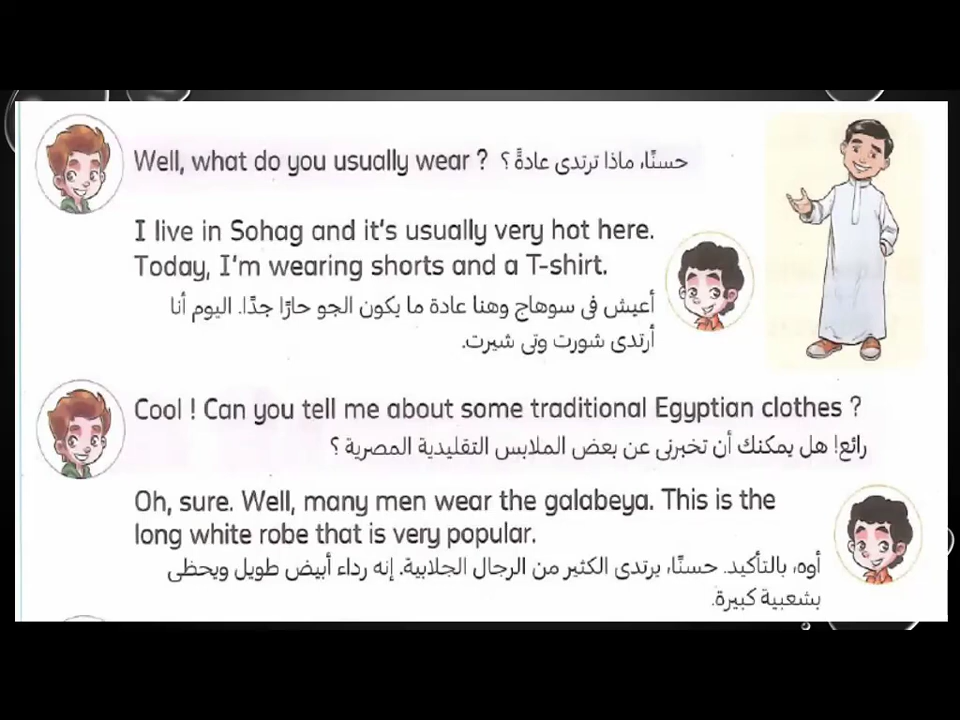 Well, what do you usually wear ? حسنًا، ماذا ترتدى عادةً ؟
I live in Sohag and it's usually very hot here.
Today, I'm wearing shorts and a T-shirt.
أعيش فى سوهاج وهنا عادة ما يكون الجو حارًا جدًا. اليوم أنا
أرتدى شورت وتى شيرت.
Cool ! Can you tell me about some traditional Egyptian clothes ?
رائع! هل يمكنك أن تخبرنى عن بعض الملابس التقليدية المصرية ؟
Oh, sure. Well, many men wear the galabeya. This is the
long white robe that is very popular.
أوه، بالتأكيد. حسنًا، يرتدى الكثير من الرجال الجلابية. إنه رداء أبيض طويل ويحظى
بشعبية كبيرة.